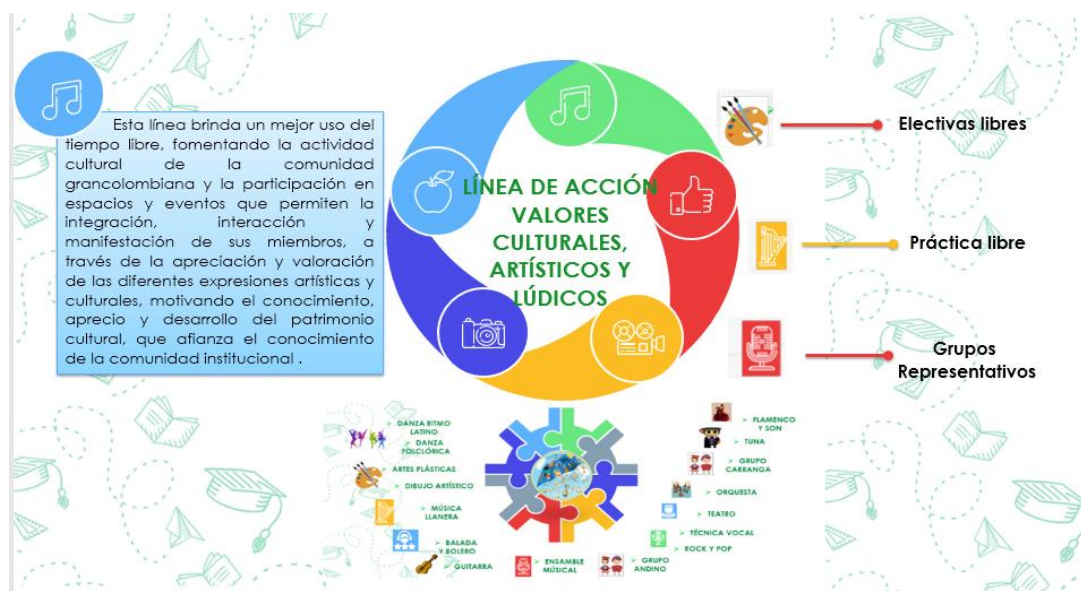 Esta línea brinda un mejor uso del
tiempo libre, fomentando la actividad
cultural de la comunidad
grancolombiana y la participación en
espacios y eventos que permiten la
integración, interacción y
manifestación de sus miembros, a
través de la apreciación y valoración
de las diferentes expresiones artísticas y
culturales, motivando el conocimiento,
aprecio y desarrollo del patrimonio
cultural, que afianza el conocimiento
de la comunidad institucional .
LÍNEA DE ACCIÓN
VALORES
CULTURALES,
ARTÍSTICOS Y
LÚDICOS
Electivas libres
Práctica libre
Grupos
Representativos
➢ DANZA RITMO
LATINO
➢ DANZA
FOLCLÓRICA
ARTES PLÁSTICAS
➢ DIBUJO ARTÍSTICO
➢ MÚSICA
LLANERA
➢ BALADA
Y BOLERO
➢ GUITARRA
➢ ENSAMBLE
MÚSICAL
➢ GRUPO
ANDINO
➢ FLAMENCO
Y SON
➢ TUNA
➢ GRUPO
CARRANGA
➢ ORQUESTA
➢ TEATRO
➢ TÉCNICA VOCAL
➢ ROCK Y POP